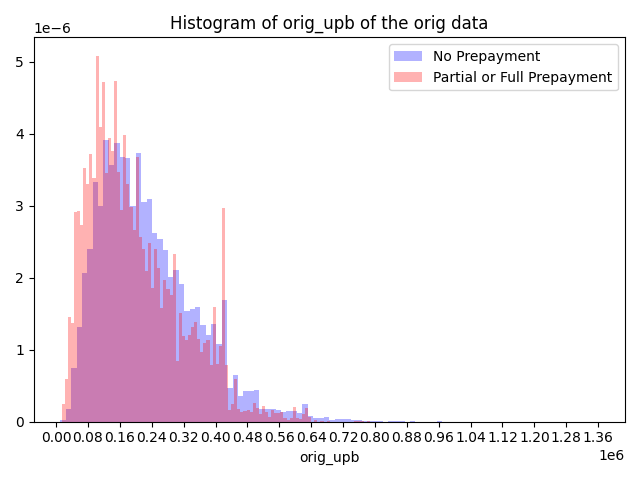 Histogram of orig_upb of the orig data
1e−6
No Prepayment
Partial or Full Prepayment
5
4
3
2
1
0
0.00 0.08 0.16 0.24 0.32 0.40 0.48 0.56 0.64 0.72 0.80 0.88 0.96 1.04 1.12 1.20 1.28 1.36
1e6
orig_upb